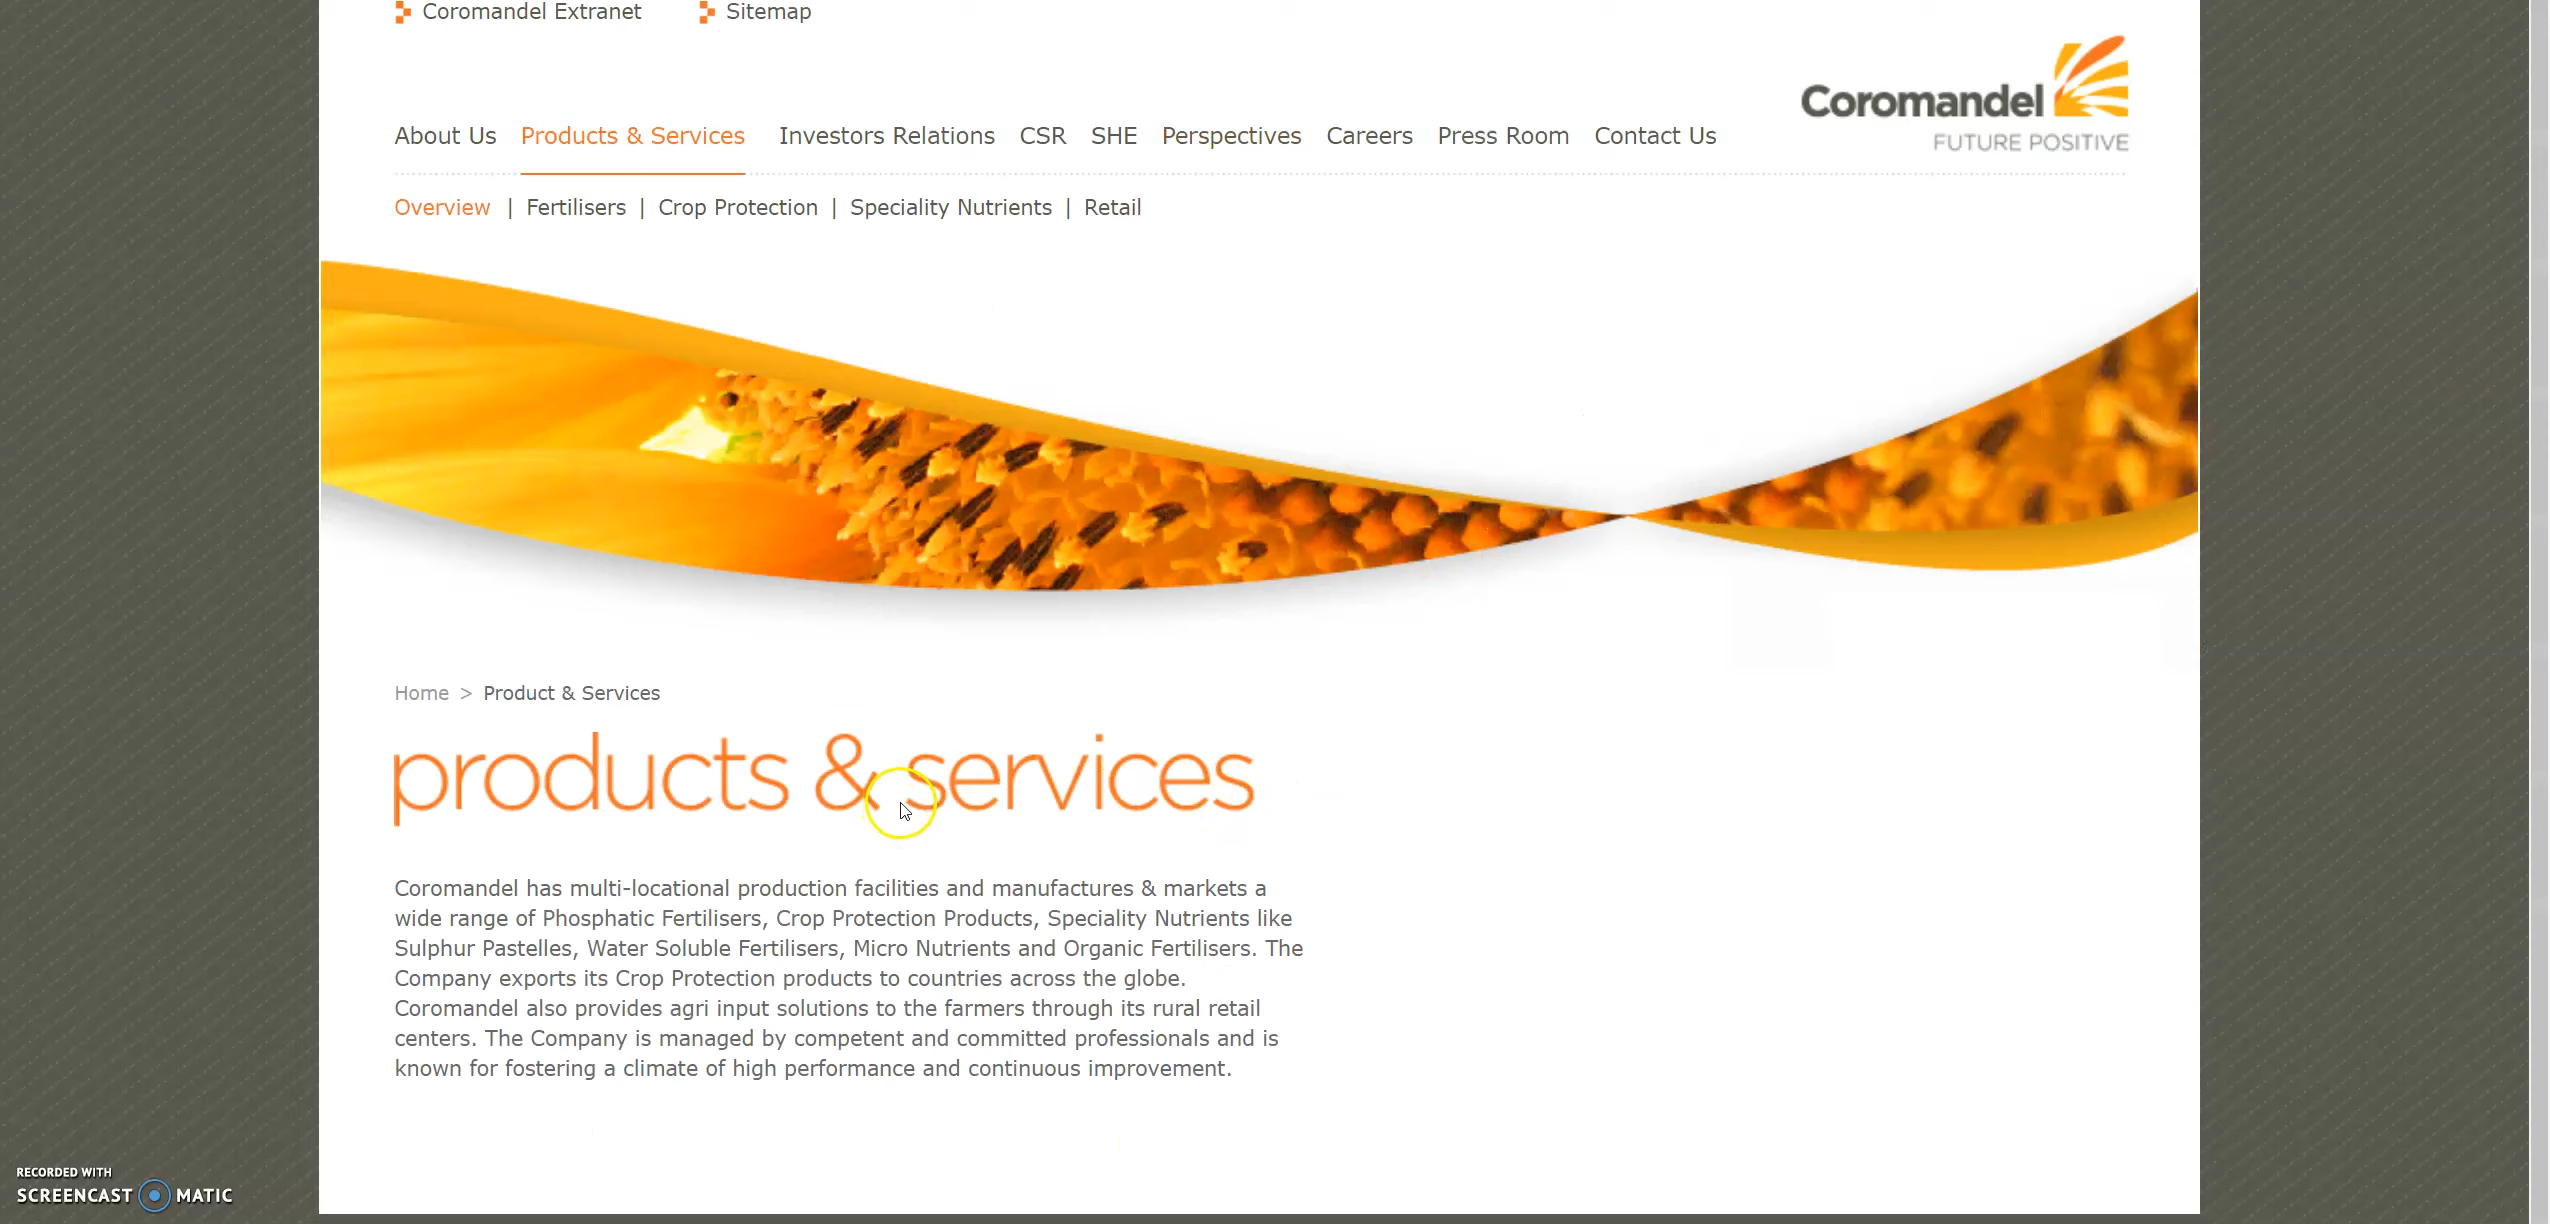 Coromandel Extranet Sitemap
Coromandel
FUTURE POSITIVE
About Us Products & Services Investors Relations CSR SHE Perspectives Careers Press Room Contact Us
Overview | Fertilisers | Crop Protection | Speciality Nutrients | Retail
Home > Product & Services
products & services
Coromandel has multi-locational production facilities and manufactures & markets a
wide range of Phosphatic Fertilisers, Crop Protection Products, Speciality Nutrients like
Sulphur Pastelles, Water Soluble Fertilisers, Micro Nutrients and Organic Fertilisers. The
Company exports its Crop Protection products to countries across the globe.
Coromandel also provides agri input solutions to the farmers through its rural retail
centers. The Company is managed by competent and committed professionals and is
known for fostering a climate of high performance and continuous improvement.
RECORDED WITH
SCREENCAST MATIC